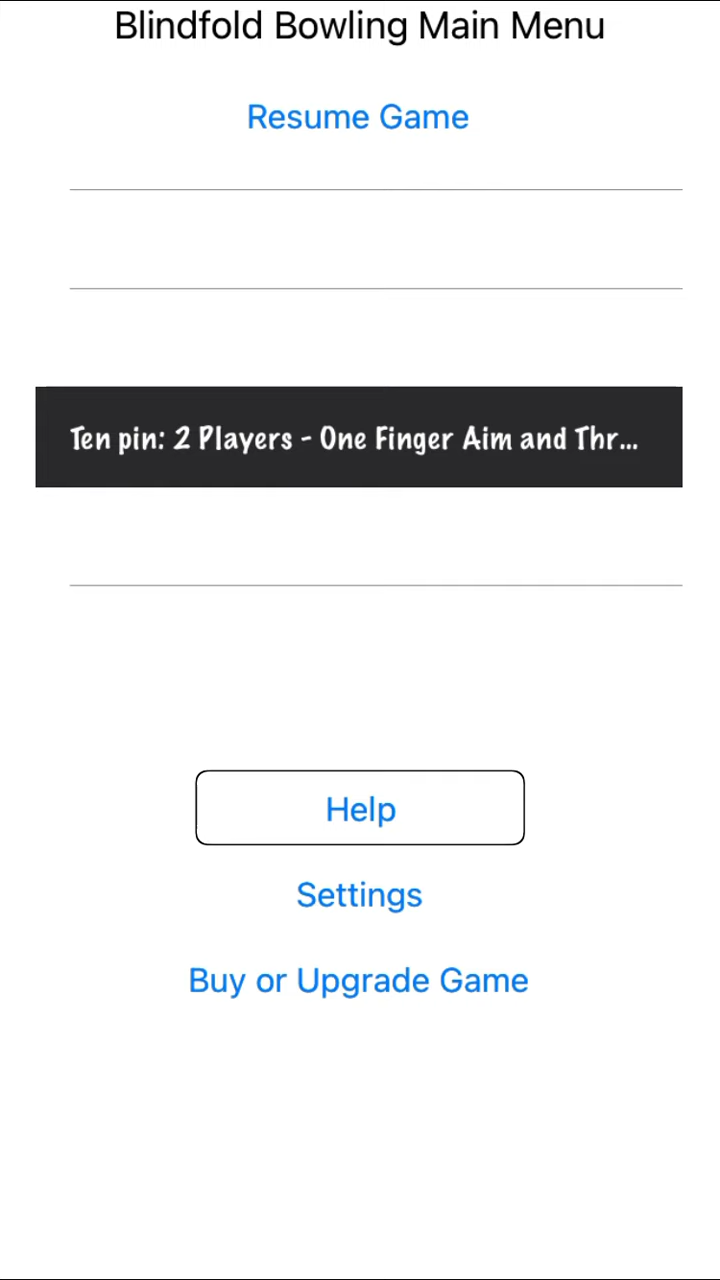 Blindfold Bowling Main Menu
Resume Game
Ten pin: 2 Players - One Finger Aim and Thr...
Help
Settings
Buy or Upgrade Game